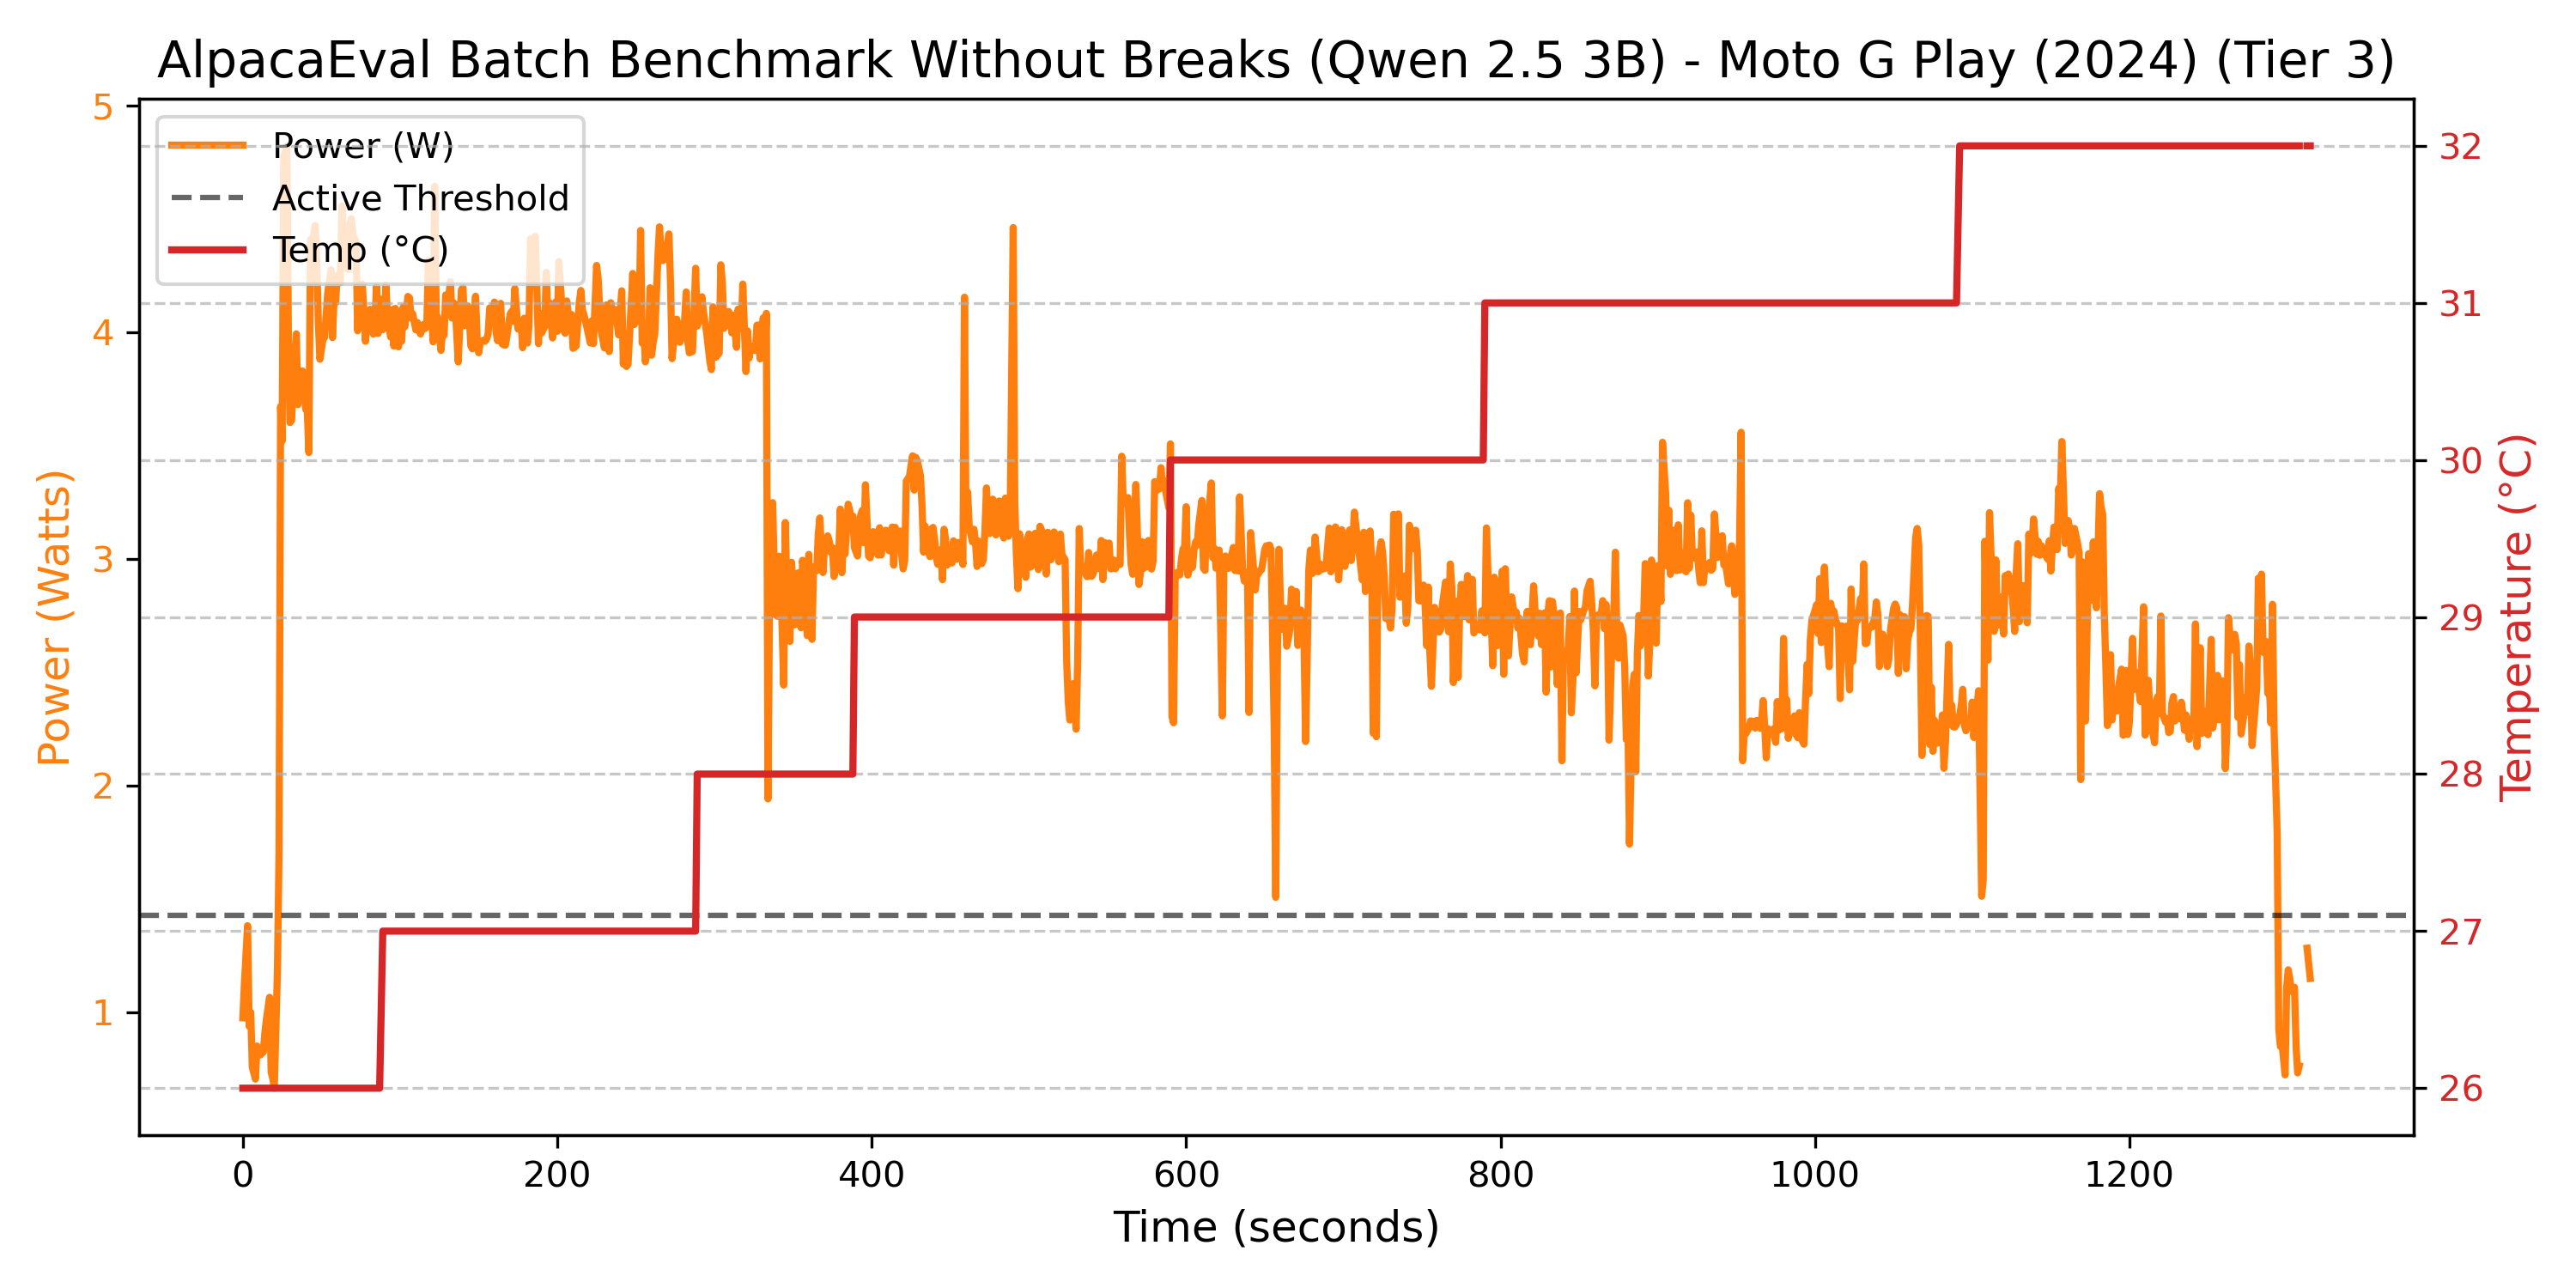 AlpacaEval Batch Benchmark Without Breaks (Qwen 2.5 3B) - Moto G Play (2024) (Tier 3)
Power (W)
Active Threshold
Temp (°C)
Power (Watts)
5
4
3
2
1
Temperature (°C)
32
31
30
29
28
27
26
0 200 400 600 800 1000 1200
Time (seconds)